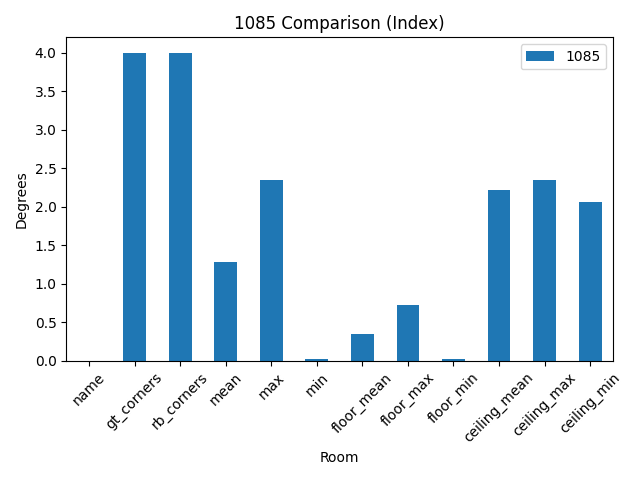 1085 Comparison (Index)
1085
Degrees
4.0
3.5
3.0
2.5
2.0
1.5
1.0
0.5
0.0
name
gt_corners
rb_corners
mean
max
min
floor_mean
floor_max
floor_min
ceiling_mean
ceiling_max
ceiling_min
Room